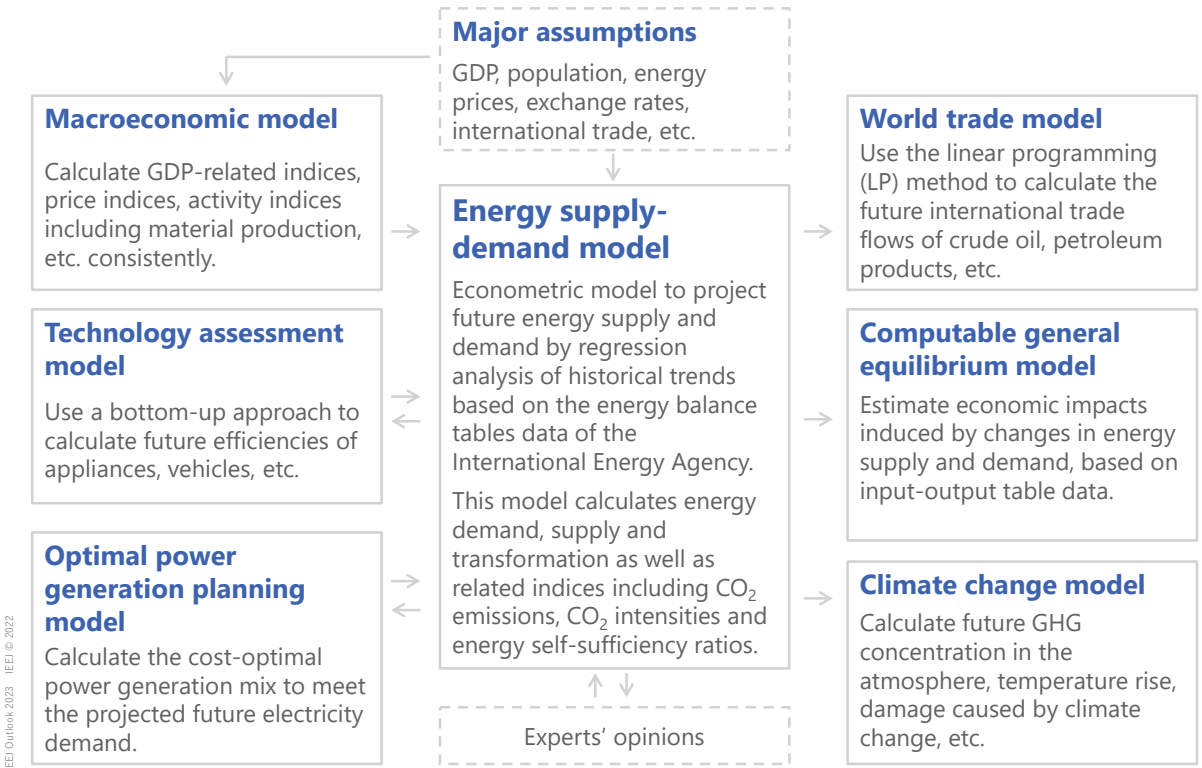 Major assumptions
GDP, population, energy
prices, exchange rates,
international trade, etc.
Macroeconomic model
Calculate GDP-related indices,
price indices, activity indices
including material production,
etc. consistently.
Technology assessment
model
Use a bottom-up approach to
calculate future efficiencies of
appliances, vehicles, etc.
Optimal power
generation planning
model
Calculate the cost-optimal
power generation mix to meet
the projected future electricity
demand.
Energy supply-
demand model
Econometric model to project
future energy supply and
demand by regression
analysis of historical trends
based on the energy balance
tables data of the
International Energy Agency.
This model calculates energy
demand, supply and
transformation as well as
related indices including CO₂
emissions, CO₂ intensities and
energy self-sufficiency ratios.
Experts’ opinions
World trade model
Use the linear programming
(LP) method to calculate the
future international trade
flows of crude oil, petroleum
products, etc.
Computable general
equilibrium model
Estimate economic impacts
induced by changes in energy
supply and demand, based on
input-output table data.
Climate change model
Calculate future GHG
concentration in the
atmosphere, temperature rise,
damage caused by climate
change, etc.
Outlook 2023 IEEJ © 2022